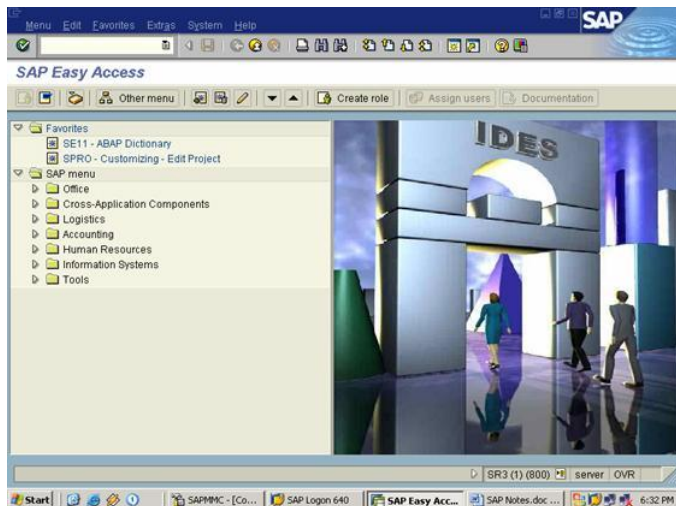 Menu Edit Favorites Extras System Help
SAP
SAP Easy Access
Other menu Create role Assign users Documentation
Favorites
SE11 - ABAP Dictionary
SPRO - Customizing - Edit Project
SAP menu
Office
Cross-Application Components
Logistics
Accounting
Human Resources
Information Systems
Tools
IDES
SR3 (1) (800) server OVR
Start SAPMMC - [Co... SAP Logon 640 SAP Easy Acc... SAP Notes.doc ... 6:32 PM